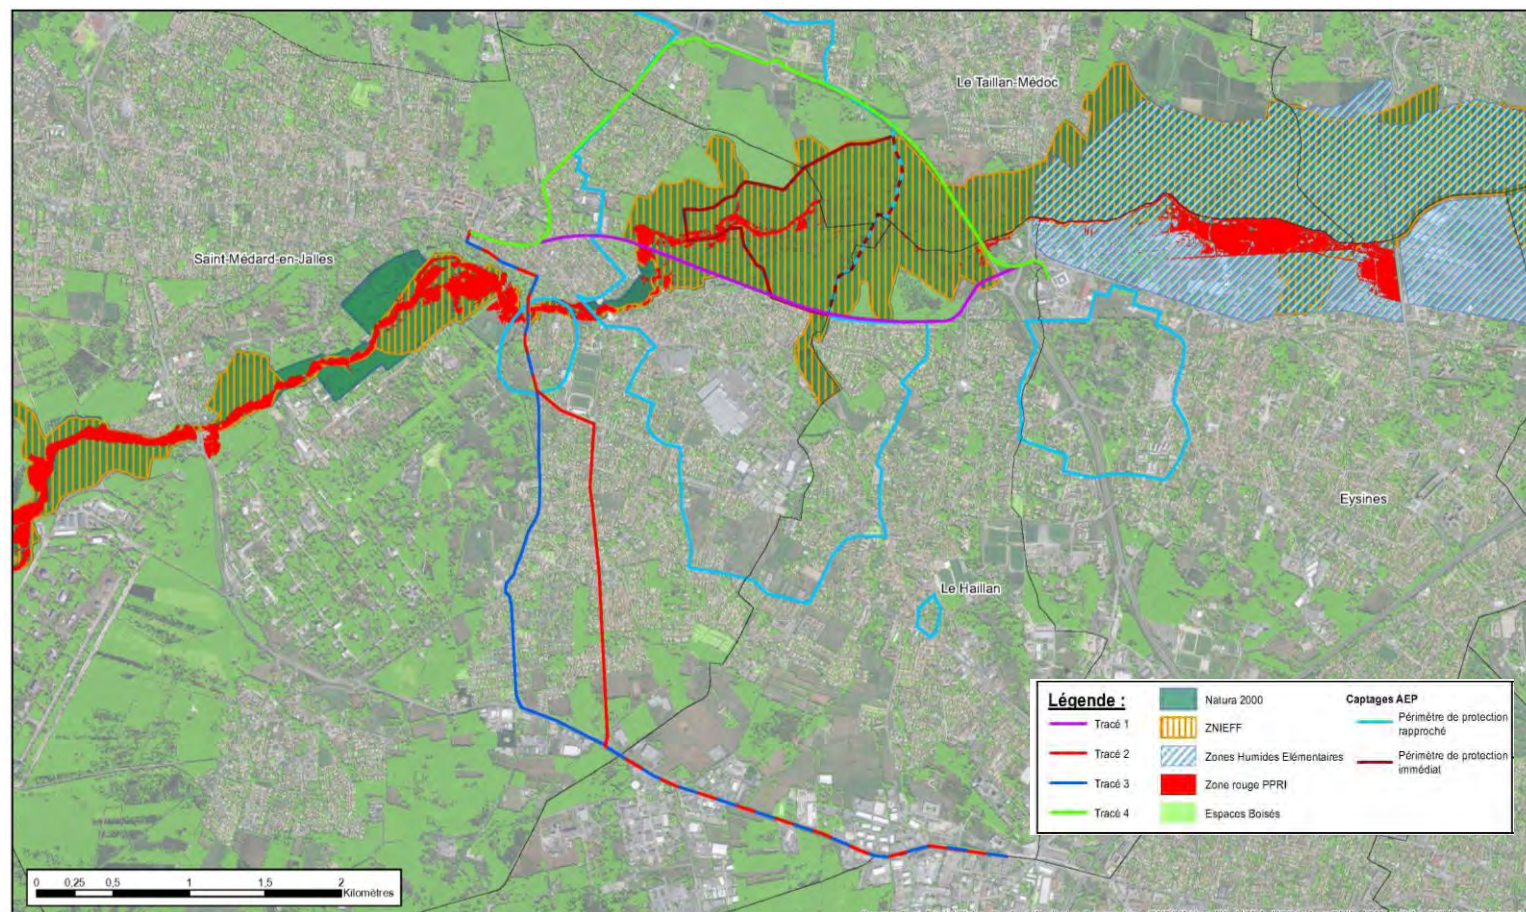 Le Taillan-Médoc
Saint-Médard-en-Jalles
Eysines
Le Haillan
Légende :
Tracé 1
Tracé 2
Tracé 3
Tracé 4
Natura 2000
ZNIEFF
Zones Humides Elémentaires
Zone rouge PPRI
Espaces Boisés
Captages AEP
Périmètre de protection
rapproché
Périmètre de protection
immédiat
0 0,25 0,5 1 1,5 2
Kilomètres